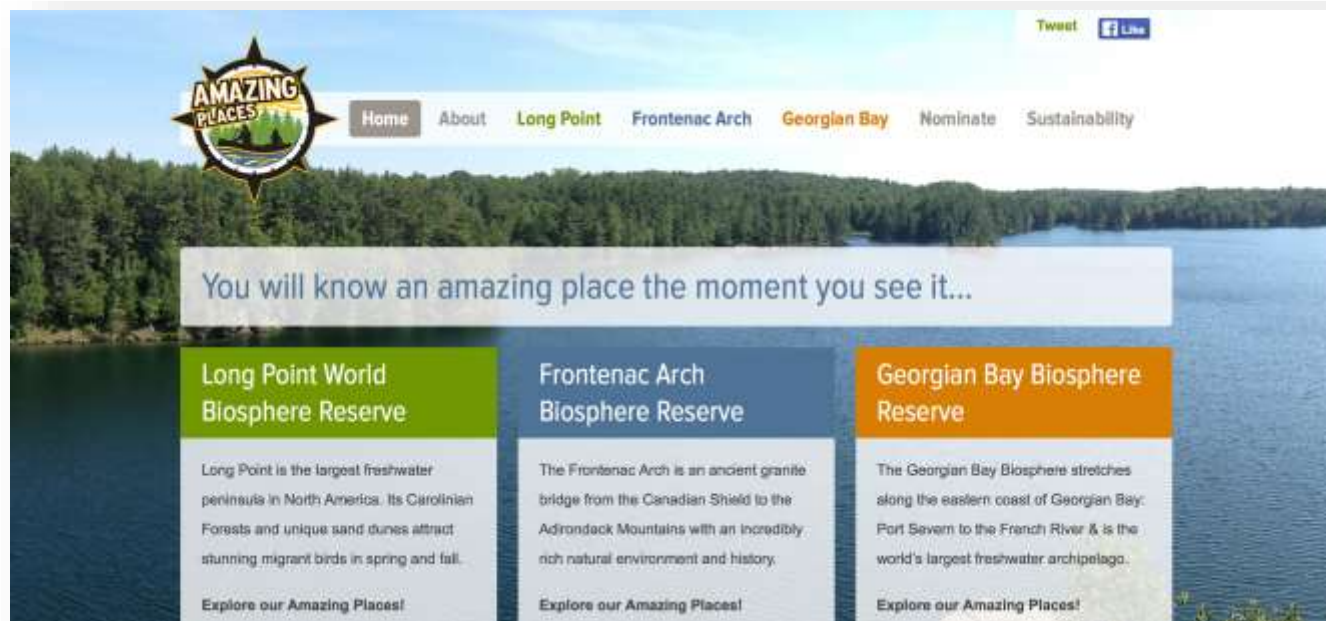 Tweet
Like
AMAZING
PLACES
Home About Long Point Frontenac Arch Georgian Bay Nominate Sustainability
You will know an amazing place the moment you see it...
Long Point World
Biosphere Reserve
Long Point is the largest freshwater
peninsula in North America. Its Carolinian
Forests and unique sand dunes attract
stunning migrant birds in spring and fall.
Explore our Amazing Places!
Frontenac Arch
Biosphere Reserve
The Frontenac Arch is an ancient granite
bridge from the Canadian Shield to the
Adirondack Mountains with an incredibly
rich natural environment and history.
Explore our Amazing Places!
Georgian Bay Biosphere
Reserve
The Georgian Bay Biosphere stretches
along the eastern coast of Georgian Bay:
Port Severn to the French River & is the
world's largest freshwater archipelago.
Explore our Amazing Places!